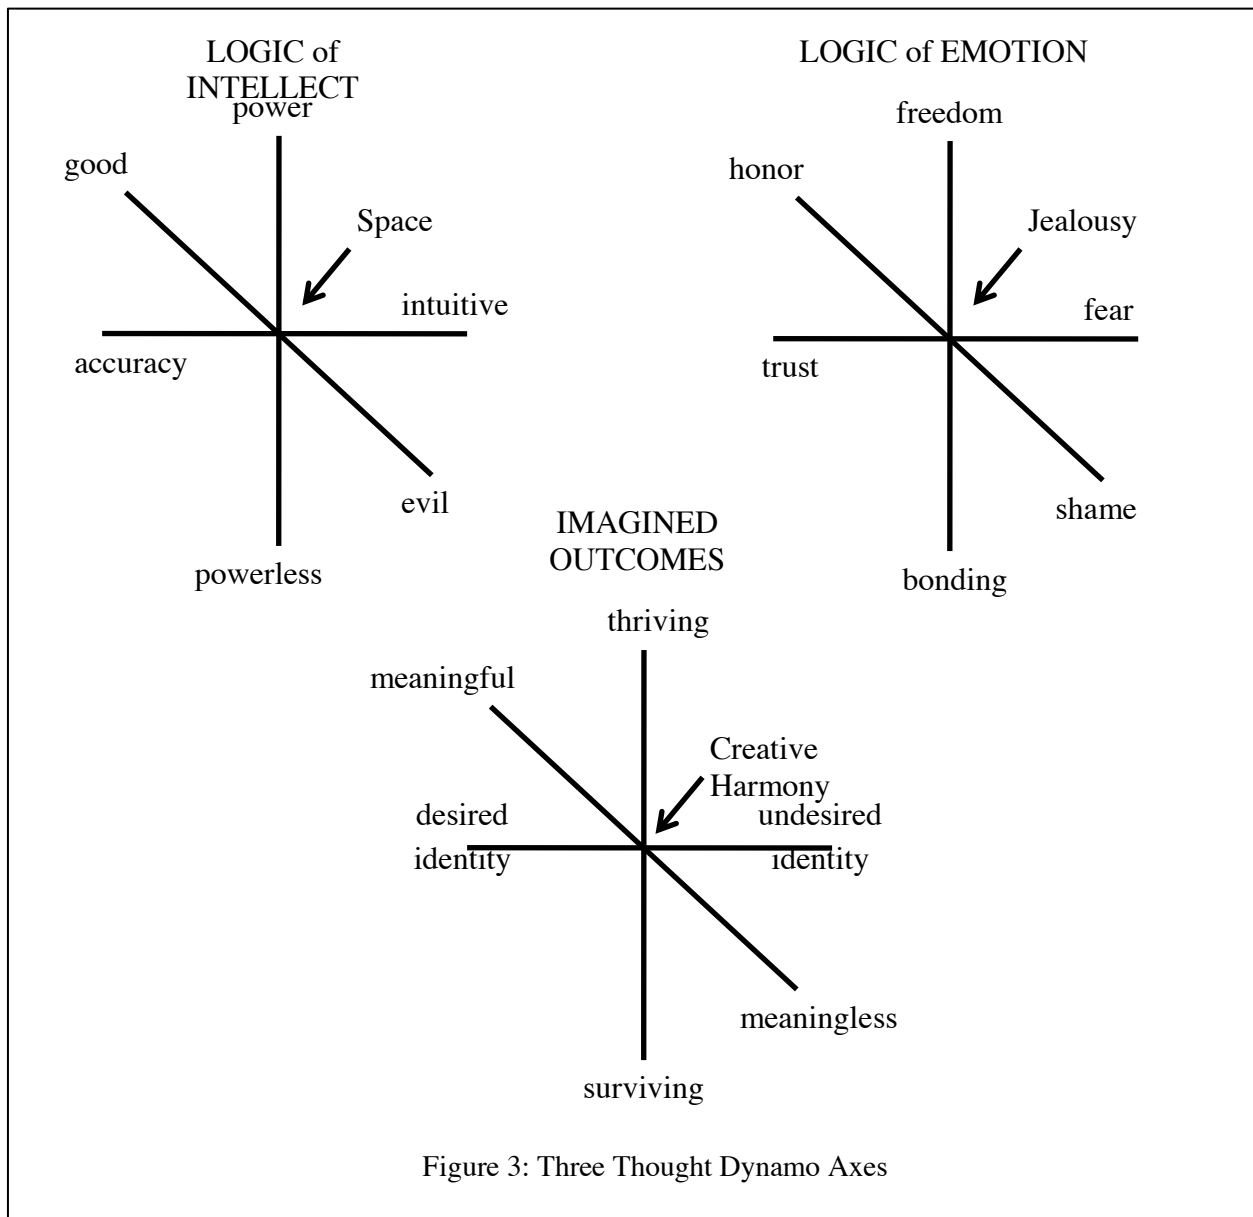 LOGIC of
INTELLECT
power
good
Space
intuitive
accuracy
evil
powerless
LOGIC of EMOTION
freedom
honor
Jealousy
fear
trust
shame
bonding
IMAGINED
OUTCOMES
thriving
meaningful
Creative
Harmony
desired
identity
undesired
identity
meaningless
surviving
Figure 3: Three Thought Dynamo Axes